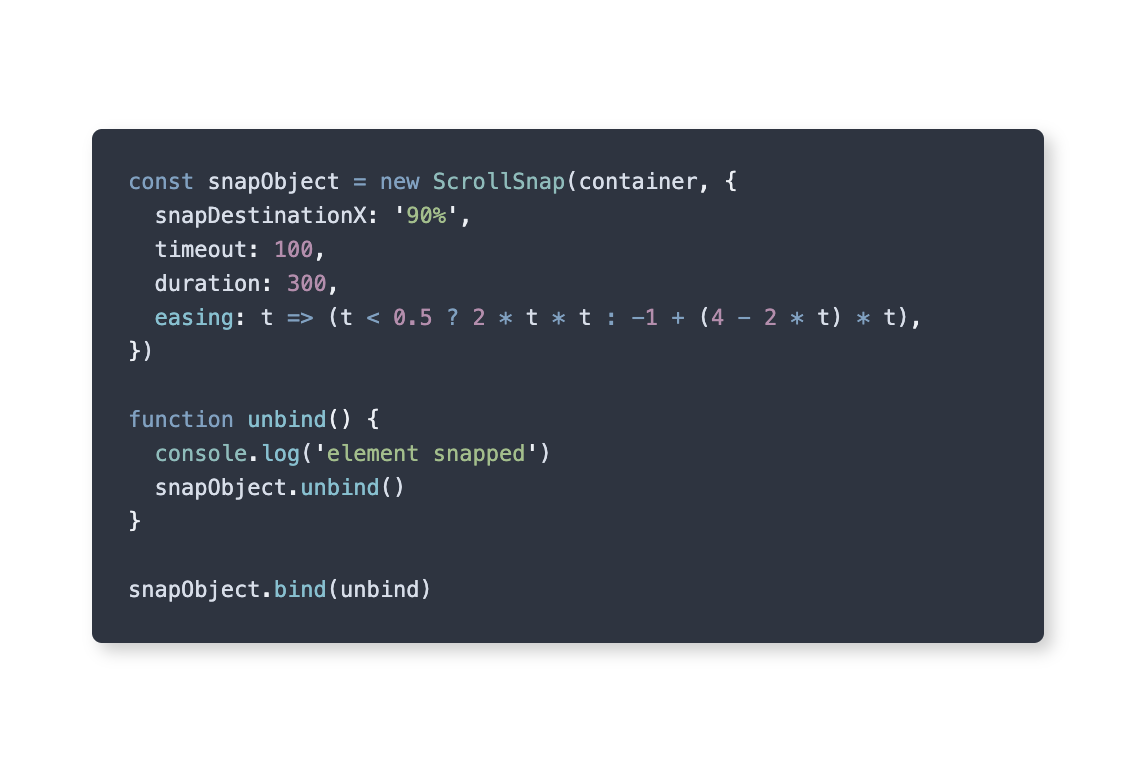 const snapObject = new ScrollSnap(container, {
  snapDestinationX: '90%',
  timeout: 100,
  duration: 300,
  easing: t => (t < 0.5 ? 2 * t * t : -1 + (4 - 2 * t) * t),
})

function unbind() {
  console.log('element snapped')
  snapObject.unbind()
}

snapObject.bind(unbind)